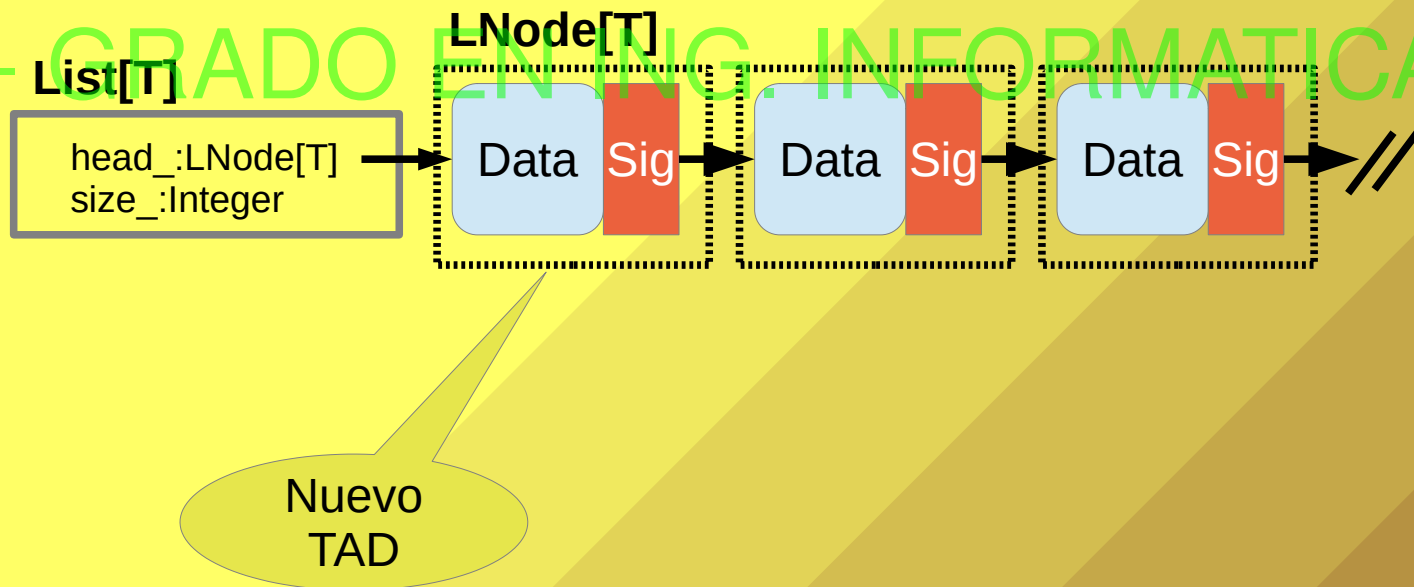 - GRADO EN ING. INFORMATICA
LNode[T]
List[T]
head_:LNode[T]
size_:Integer
Data Sig
Data Sig
Data Sig
Nuevo
TAD